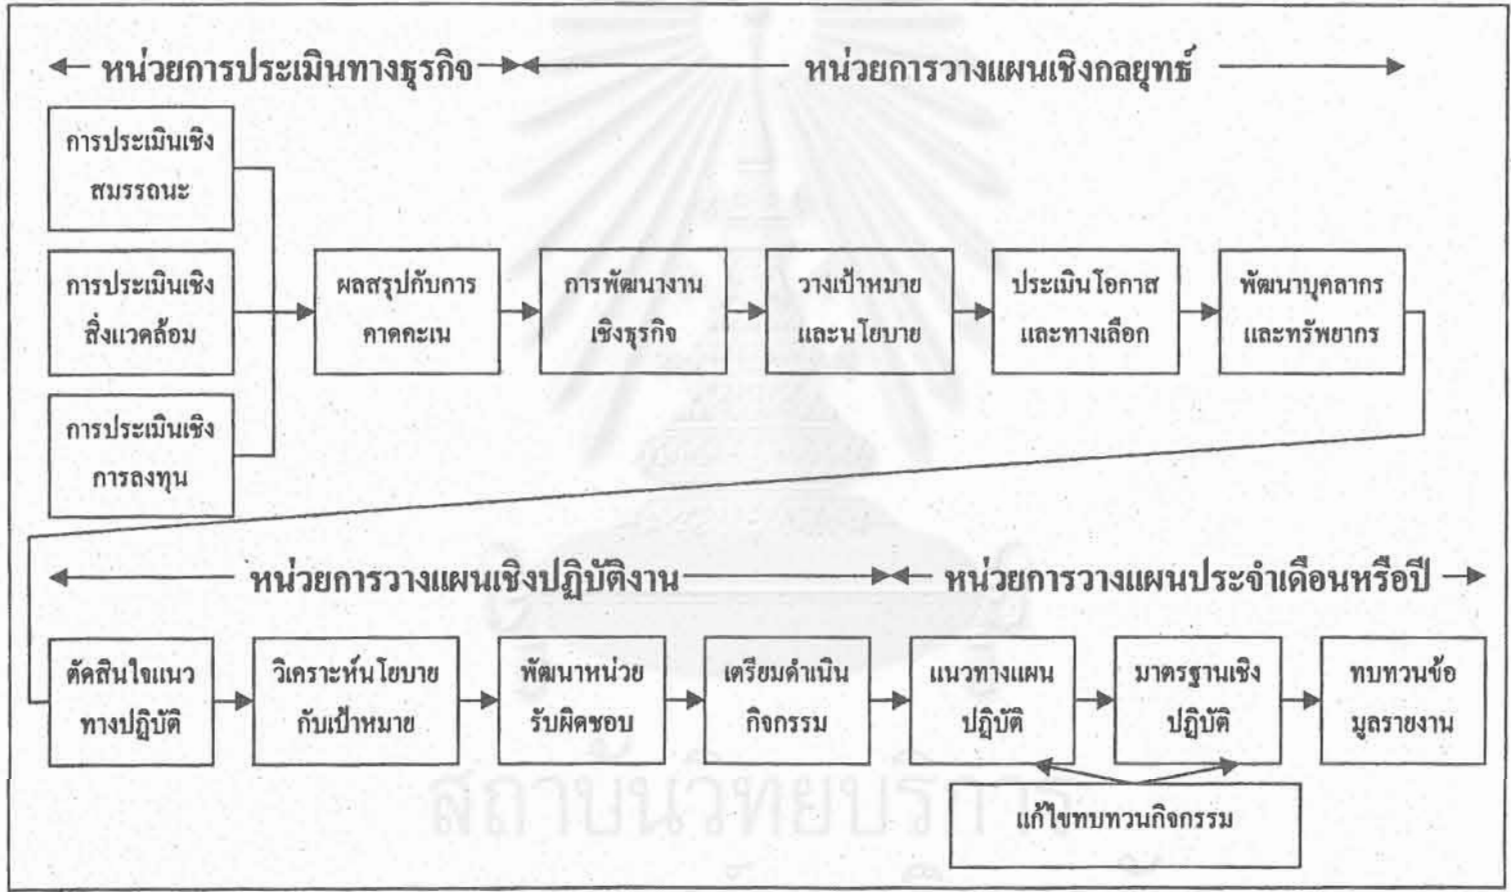 หน่วยการประเมินทางธุรกิจ
หน่วยการวางแผนเชิงกลยุทธ์
การประเมินเชิง
สมรรถนะ
การประเมินเชิง
สิ่งแวดล้อม
การประเมินเชิง
การลงทุน
ผลสรุปกับการ
คาดคะเน
การพัฒนางาน
เชิงธุรกิจ
วางเป้าหมาย
และนโยบาย
ประเมินโอกาส
และทางเลือก
พัฒนาบุคลากร
และทรัพยากร
หน่วยการวางแผนเชิงปฏิบัติงาน
หน่วยการวางแผนประจำเดือนหรือปี
ตัดสินใจแนว
ทางปฏิบัติ
วิเคราะห์นโยบาย
กับเป้าหมาย
พัฒนาหน่วย
รับผิดชอบ
เตรียมดำเนิน
กิจกรรม
แนวทางแผน
ปฏิบัติ
มาตรฐานเชิง
ปฏิบัติ
ทบทวนข้อ
มูลรายงาน
แก้ไขทบทวนกิจกรรม
สถาบันวิทยบริการ